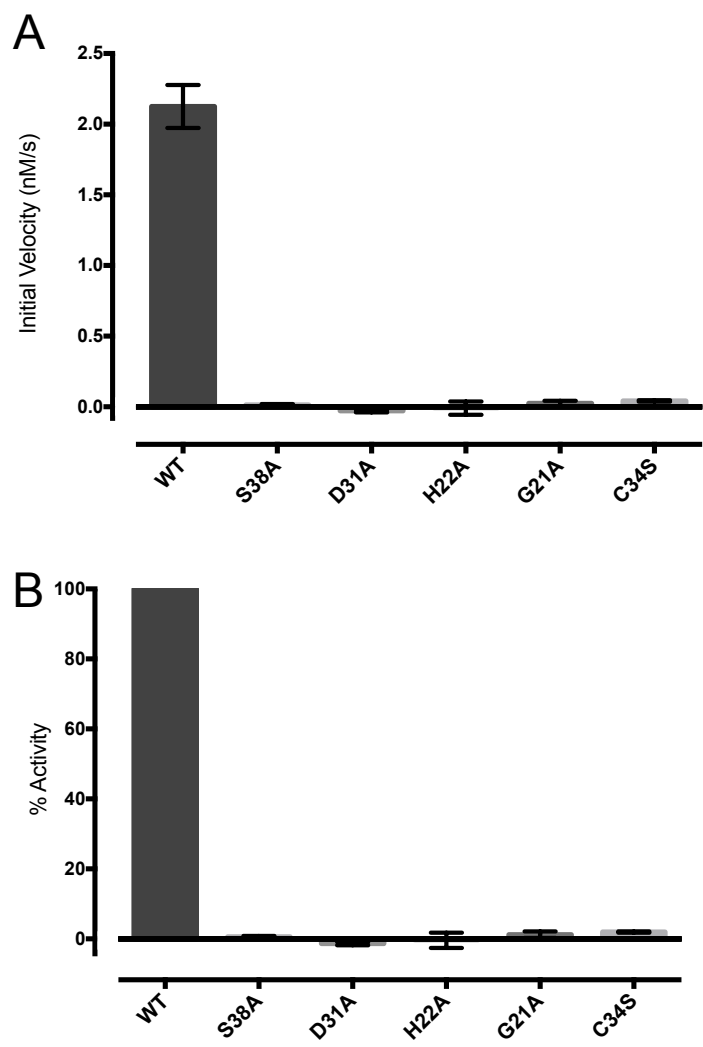 A
Initial Velocity (nM/s)
2.5
2.0
1.5
1.0
0.5
0.0
WT S38A D31A H22A G21A C34S
B
% Activity
100
80
60
40
20
0
WT S38A D31A H22A G21A C34S